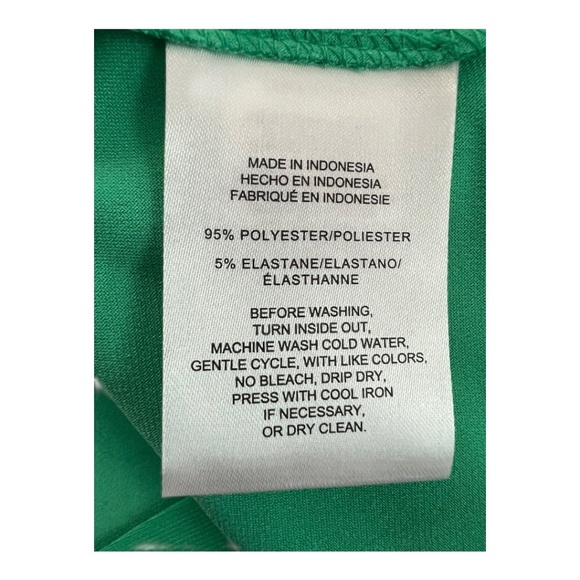 MADE IN INDONESIA
HECHO EN INDONESIA
FABRIQUÉ EN INDONESIE
95% POLYESTER/POLIESTER
5% ELASTANE/ELASTANO/
ÉLASTHANNE
BEFORE WASHING,
TURN INSIDE OUT,
MACHINE WASH COLD WATER,
GENTLE CYCLE, WITH LIKE COLORS,
NO BLEACH, DRIP DRY,
PRESS WITH COOL IRON
IF NECESSARY,
OR DRY CLEAN.